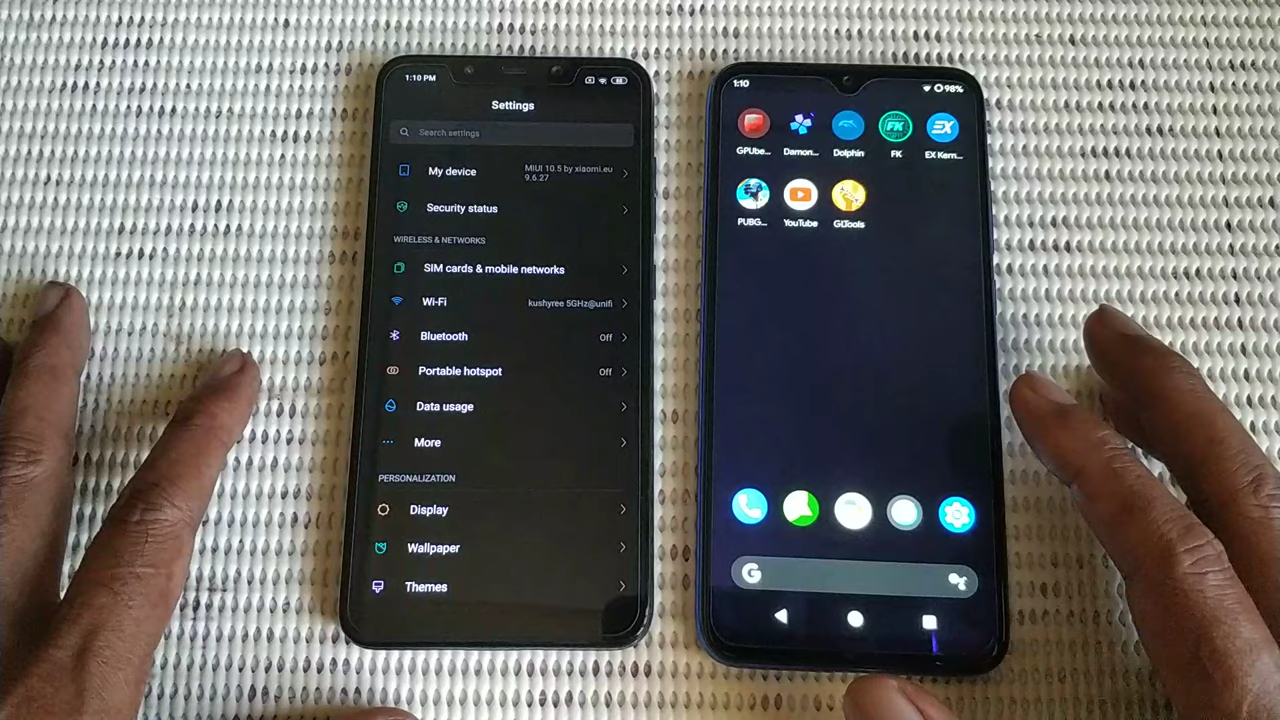 1:10 PM
68
Settings
Search settings
My device
MIUI 10.5 by xiaomi.eu
9.6.27
Security status
WIRELESS & NETWORKS
SIM cards & mobile networks
Wi-Fi
kushyree 5GHz@unifi
Bluetooth
Off
Portable hotspot
Off
Data usage
More
PERSONALIZATION
Display
Wallpaper
Themes
1:10
98%
FK
EX
GPUbe...
Damon...
Dolphin
FK
EX Kern...
PUBG...
YouTube
GLTools
G